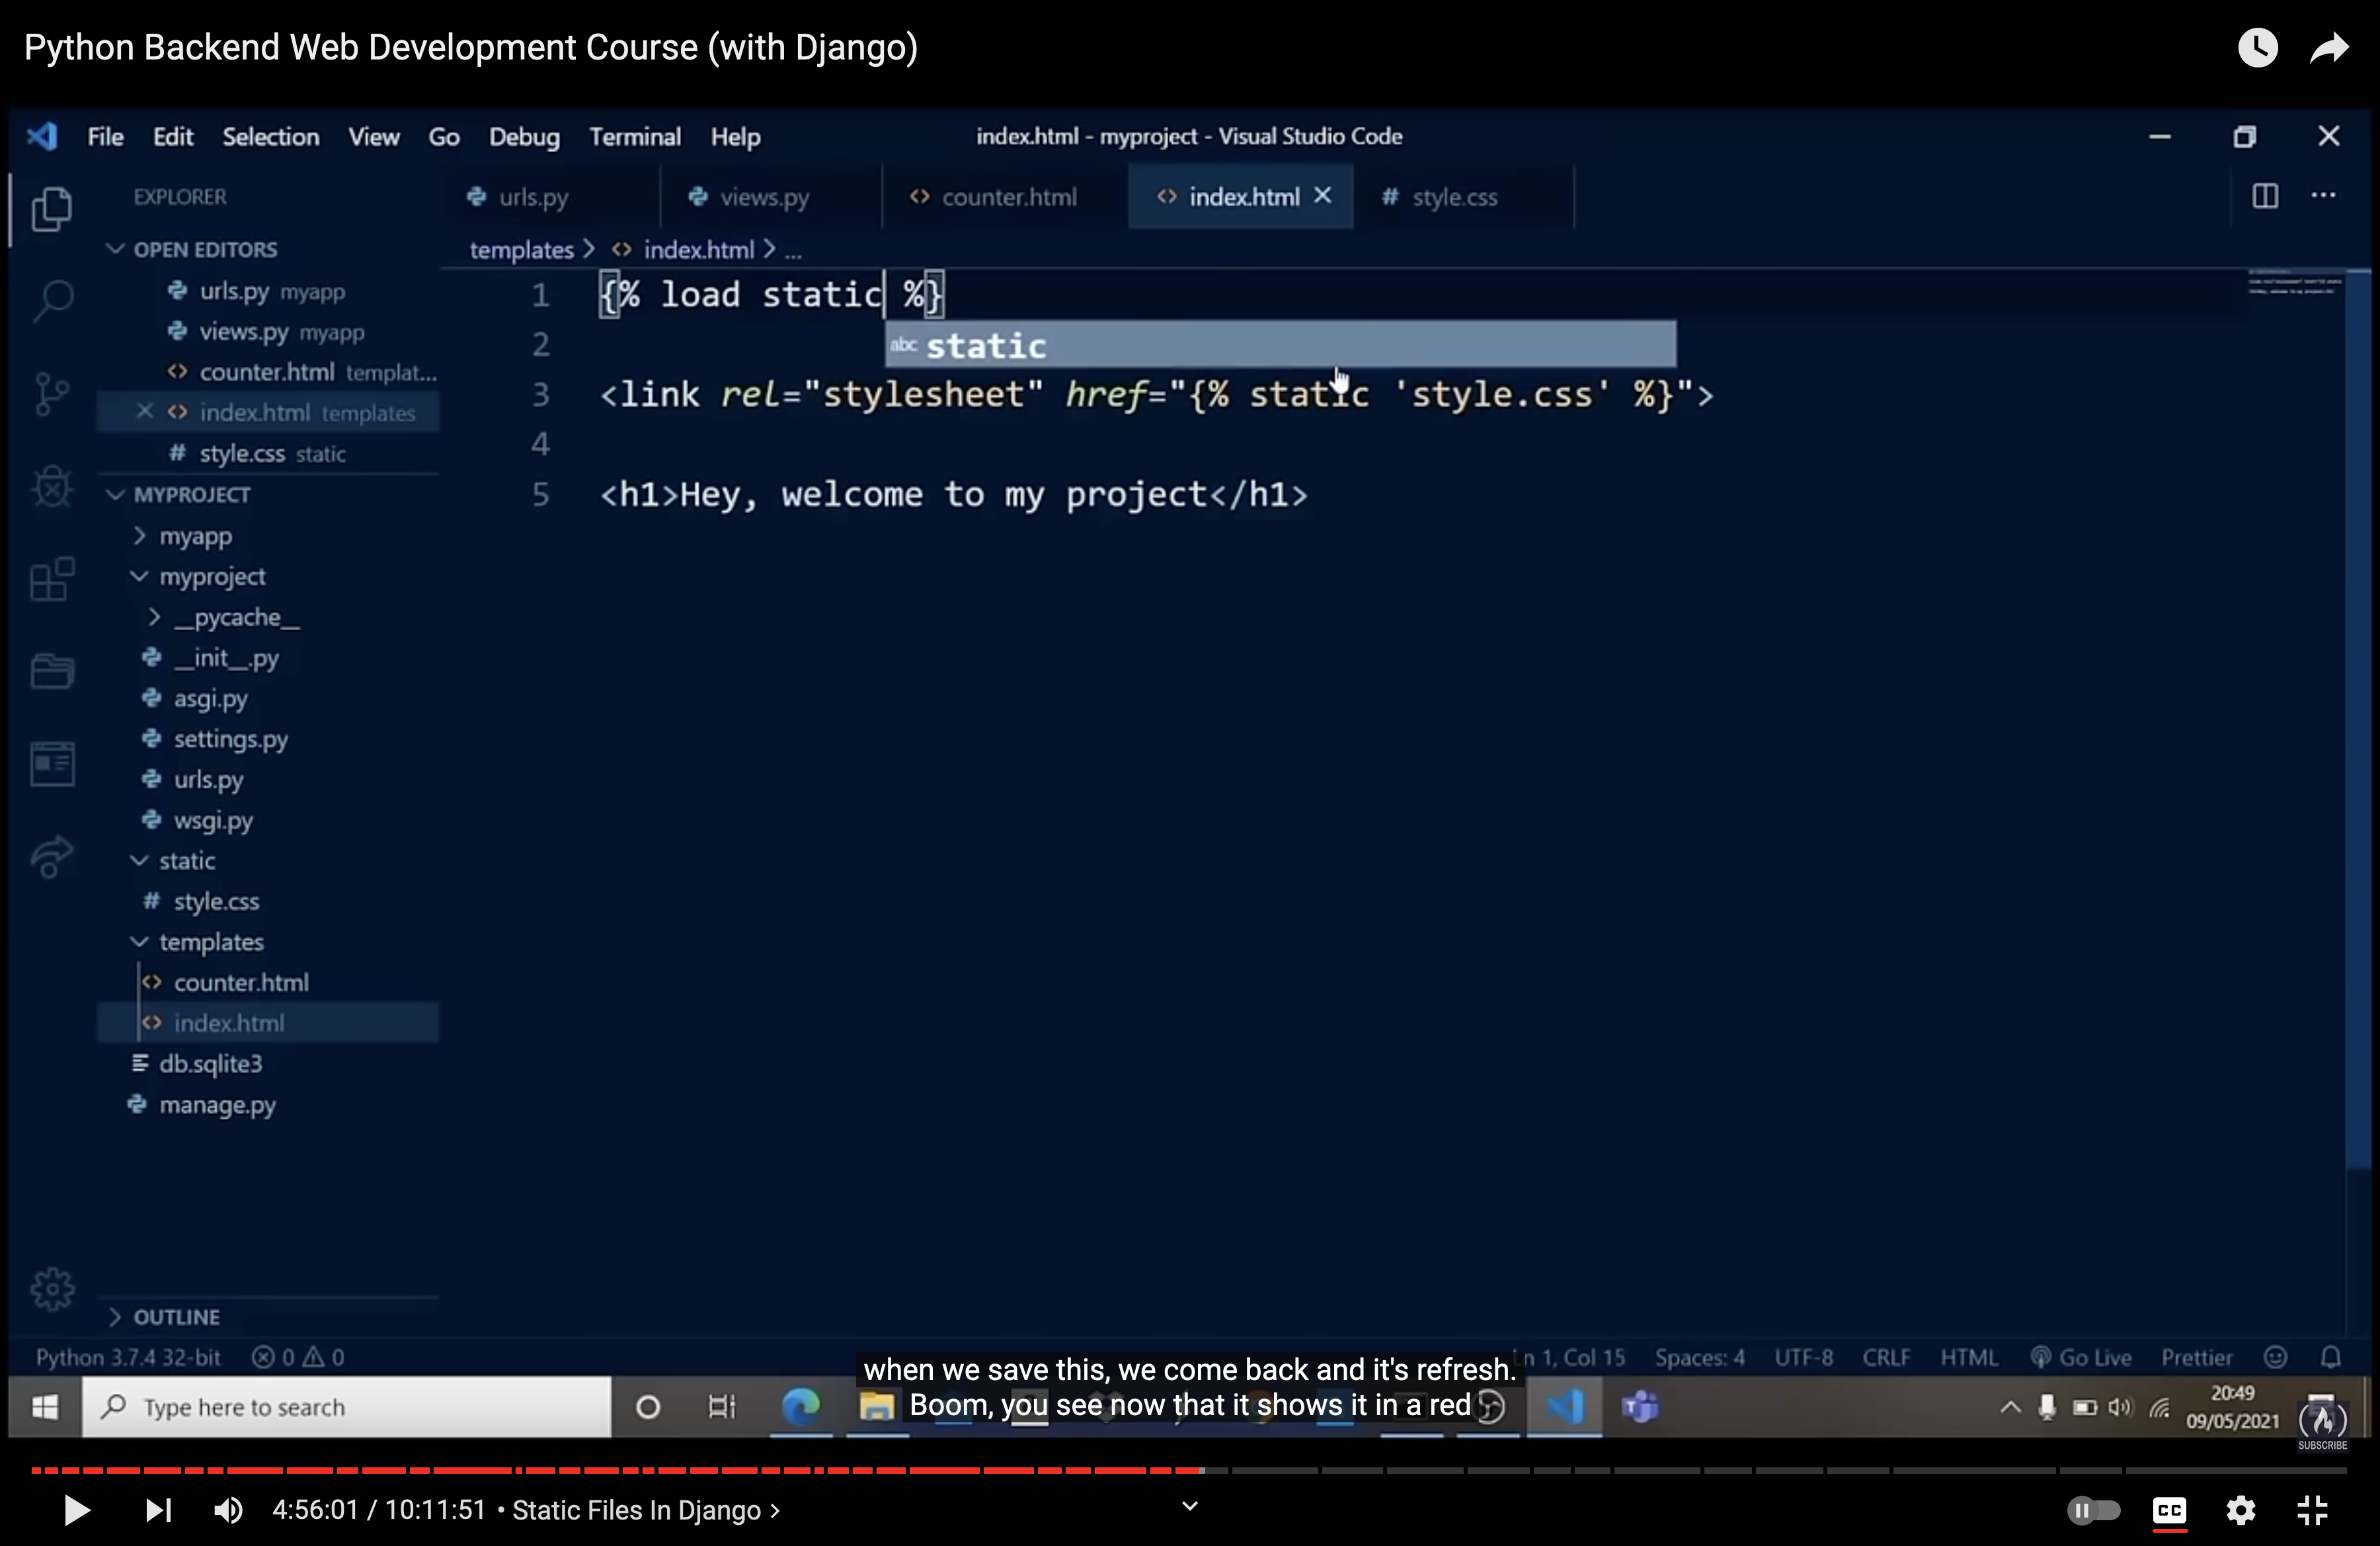 Python Backend Web Development Course (with Django)
File Edit Selection View Go Debug Terminal Help
index.html - myproject - Visual Studio Code
EXPLORER
urls.py
views.py
<> counter.html
<> index.html
# style.css
OPEN EDITORS
templates > <> index.html > ...
urls.py myapp
views.py myapp
<> counter.html templat...
<> index.html templates
# style.css static
1 {% load static %}
abc static
2
3 <link rel="stylesheet" href="{% static 'style.css' %}">
4
5 <h1>Hey, welcome to my project</h1>
MYPROJECT
myapp
myproject
__pycache__
__init__.py
asgi.py
settings.py
urls.py
wsgi.py
static
# style.css
templates
<> counter.html
<> index.html
db.sqlite3
manage.py
OUTLINE
Python 3.7.4 32-bit 0 0
Ln 1, Col 15 Spaces: 4 UTF-8 CRLF HTML Go Live Prettier
when we save this, we come back and it's refresh.
Boom, you see now that it shows it in a red
Type here to search
20:49
09/05/2021
SUBSCRIBE
4:56:01 / 10:11:51 • Static Files In Django >
CC